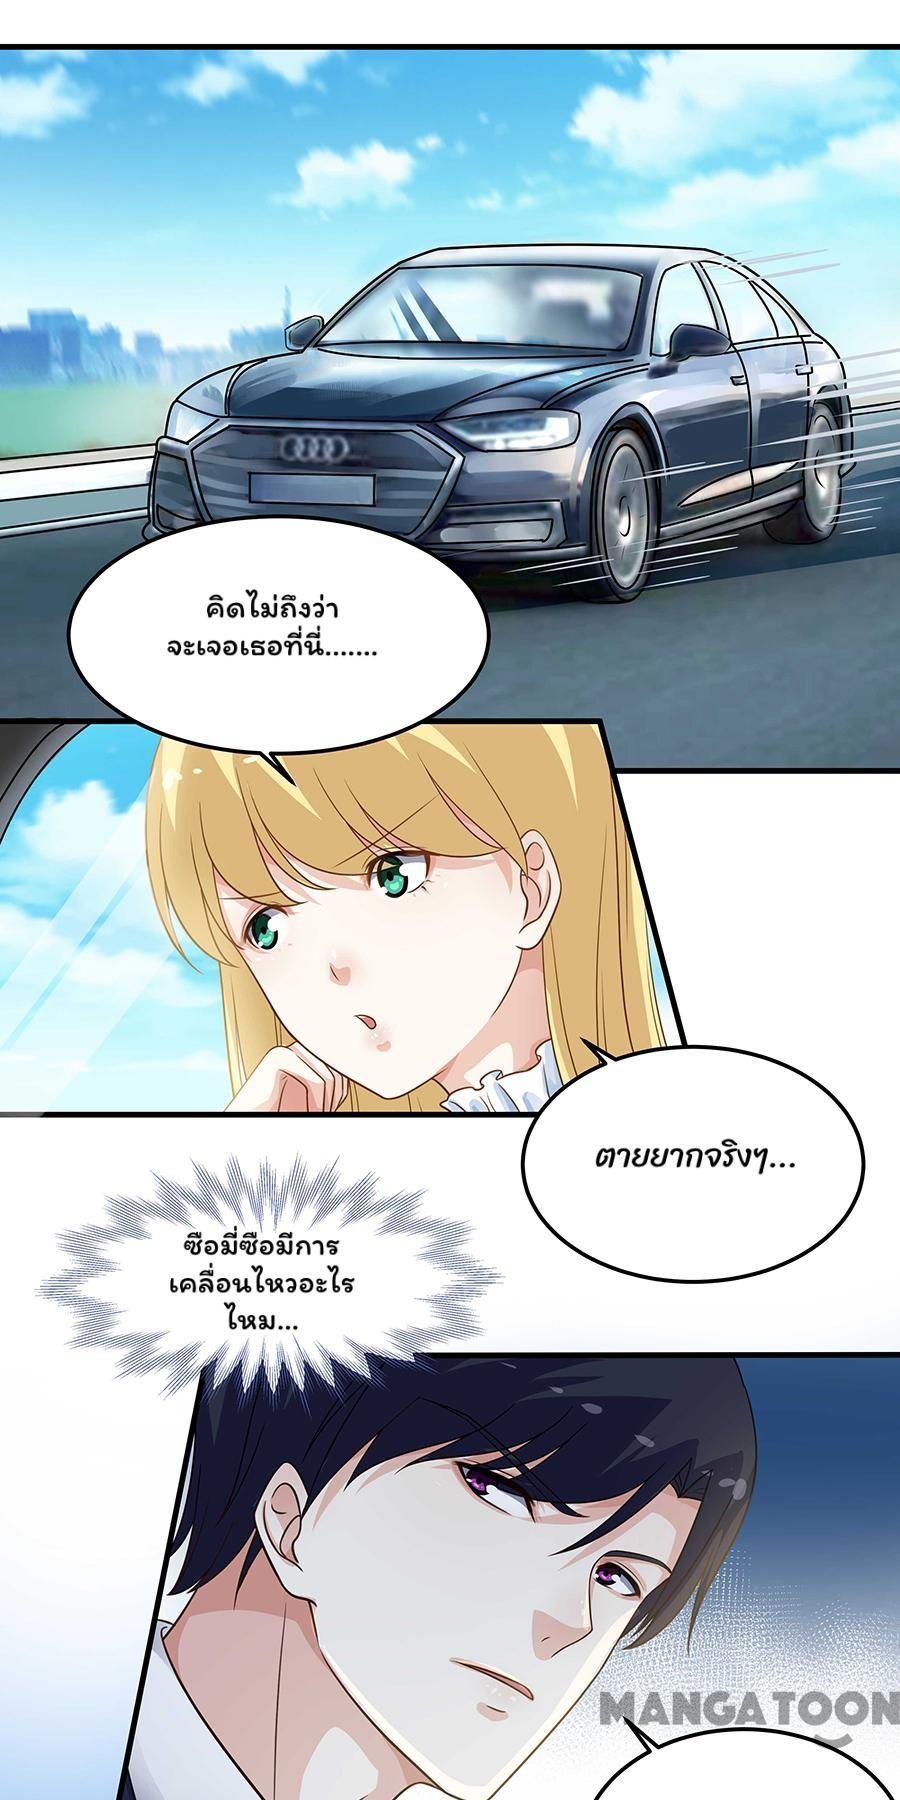 คิดไม่ถึงว่า
จะเจอเธอที่นี่.......
ตายยากจริงๆ...
ซือมี่ซือมีการ
เคลื่อนไหวอะไร
ไหม...
MANGATOON